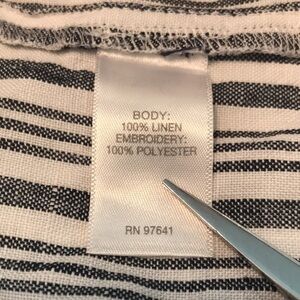 BODY:
100% LINEN
EMBROIDERY:
100% POLYESTER
RN 97641